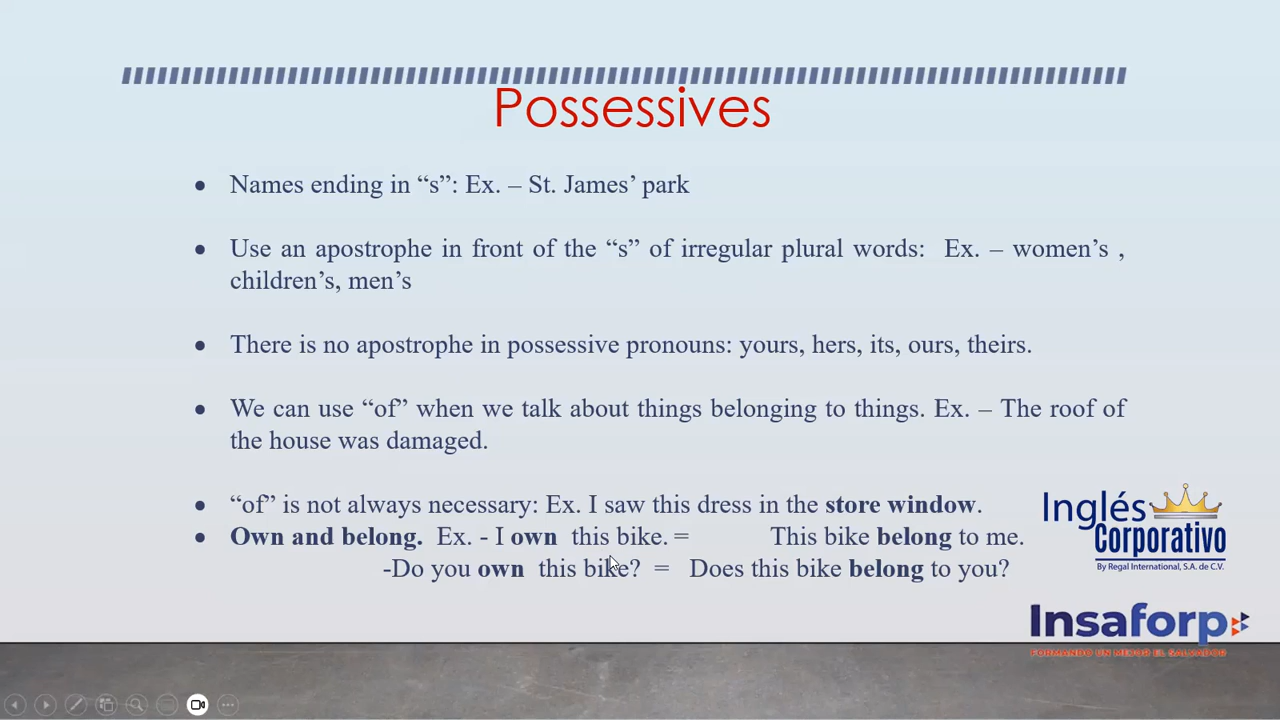 Possessives
• Names ending in “s”: Ex. – St. James’ park
• Use an apostrophe in front of the “s” of irregular plural words: Ex. – women’s ,
children’s, men’s
• There is no apostrophe in possessive pronouns: yours, hers, its, ours, theirs.
• We can use “of” when we talk about things belonging to things. Ex. – The roof of
the house was damaged.
• “of” is not always necessary: Ex. I saw this dress in the store window.
• Own and belong. Ex. - I own this bike. = This bike belong to me.
-Do you own this bike? = Does this bike belong to you?
Inglés
Corporativo
By Regal International, S.A. de C.V.
Insaforp
FORMANDO UN MEJOR EL SALVADOR